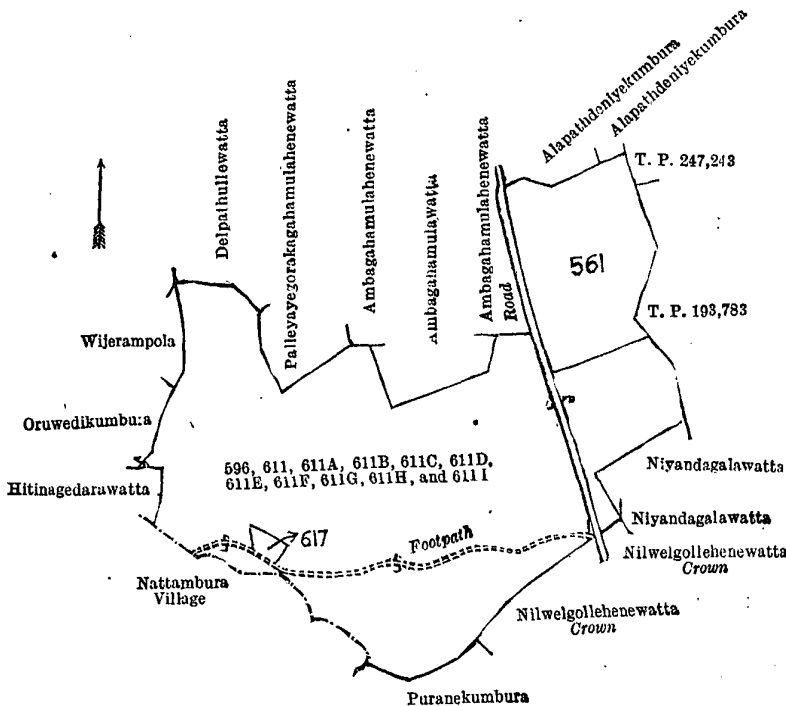 Alapathdeniyekumbura
Alapathdeniyekumbura
T. P. 247,243
Delpathullewatta
Palleyayegorakagahamulahenewatta
Ambagahamulahenewatta
Ambagahamulawatta
Ambagahamulahenewatta
Road
561
T. P. 193,783
Wijerampola
Oruwedikumbura
Hitinagedarawatta
596, 611, 611A, 611B, 611C, 611D,
611E, 611F, 611G, 611H, and 611I
Niyandagalawatta
Niyandagalawatta
617
Footpath
Nilwelgollehenewatta
Crown
Nattambura
Village
Nilwelgollehenewatta
Crown
Puranekumbura